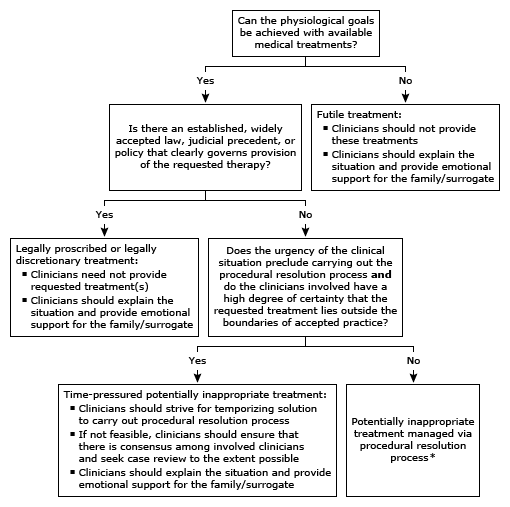 Can the physiological goals
be achieved with available
medical treatments?
Yes
No
Is there an established, widely
accepted law, judicial precedent, or
policy that clearly governs provision
of the requested therapy?
Futile treatment:
▪ Clinicians should not provide
these treatments
▪ Clinicians should explain the
situation and provide emotional
support for the family/surrogate
Yes
No
Legally proscribed or legally
discretionary treatment:
▪ Clinicians need not provide
requested treatment(s)
▪ Clinicians should explain the
situation and provide emotional
support for the family/surrogate
Does the urgency of the clinical
situation preclude carrying out the
procedural resolution process and
do the clinicians involved have a
high degree of certainty that the
requested treatment lies outside the
boundaries of accepted practice?
Yes
No
Time-pressured potentially inappropriate treatment:
▪ Clinicians should strive for temporizing solution
to carry out procedural resolution process
▪ If not feasible, clinicians should ensure that
there is consensus among involved clinicians
and seek case review to the extent possible
▪ Clinicians should explain the situation and provide
emotional support for the family/surrogate
Potentially inappropriate
treatment managed via
procedural resolution
process*